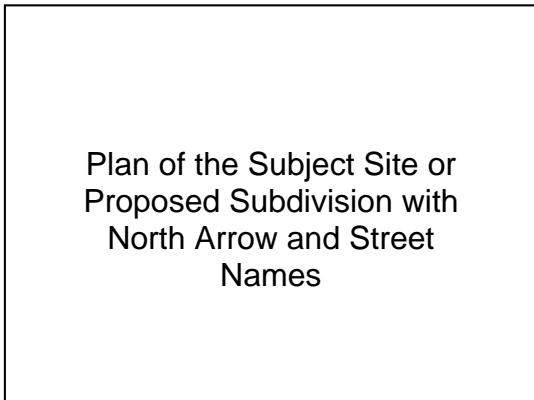 Plan of the Subject Site or
Proposed Subdivision with
North Arrow and Street
Names